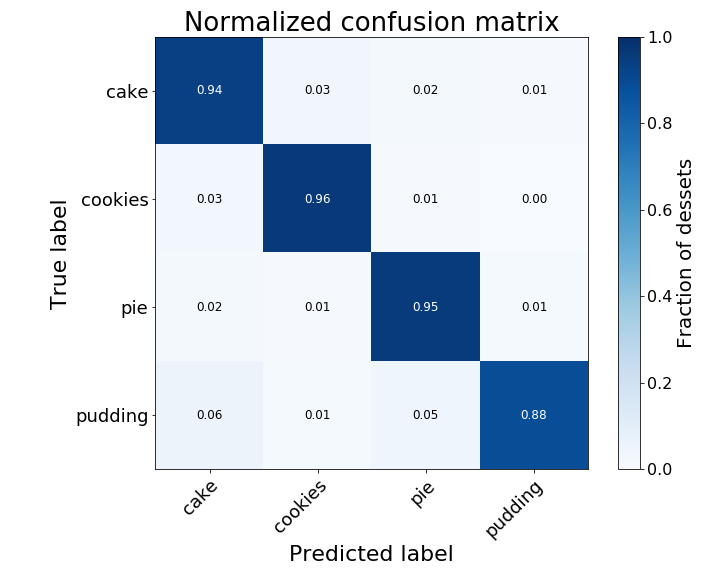 Normalized confusion matrix
cake 0.94 0.03 0.02 0.01
cookies 0.03 0.96 0.01 0.00
pie 0.02 0.01 0.95 0.01
pudding 0.06 0.01 0.05 0.88
cake cookies pie pudding
Predicted label
True label
1.0
0.8
0.6
0.4
0.2
0.0
Fraction of dessets